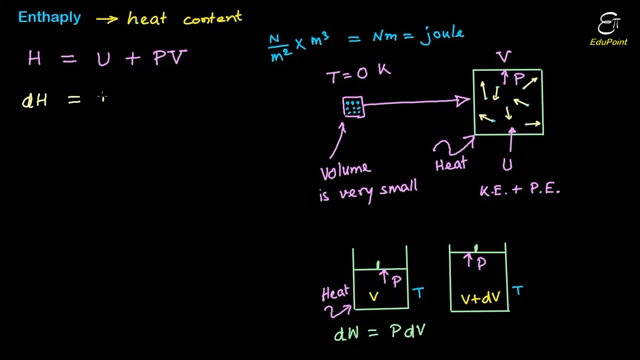 Enthaply → heat content
EduPoint
H = U + PV
dH =
N/m² × m³ = Nm = joule
T = 0 K
V
P
Volume
is very small
Heat
U
K.E. + P.E.
P
P
Heat
V
T
V+dV
T
dW = PdV